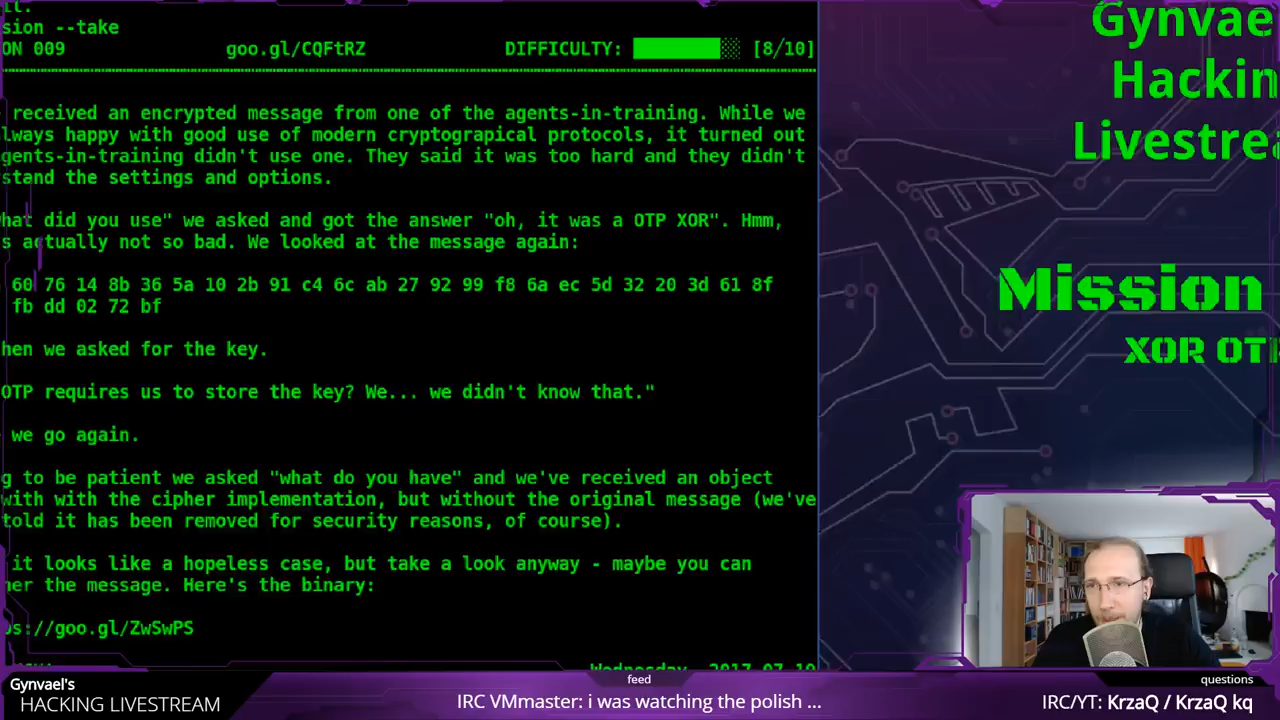 sion --take
ON 009 goo.gl/CQFtRZ DIFFICULTY: [8/10]
received an encrypted message from one of the agents-in-training. While we
lways happy with good use of modern cryptograpical protocols, it turned out
gents-in-training didn't use one. They said it was too hard and they didn't
stand the settings and options.
hat did you use" we asked and got the answer "oh, it was a OTP XOR". Hmm,
s actually not so bad. We looked at the message again:
60 76 14 8b 36 5a 10 2b 91 c4 6c ab 27 92 99 f8 6a ec 5d 32 20 3d 61 8f
fb dd 02 72 bf
hen we asked for the key.
OTP requires us to store the key? We... we didn't know that."
we go again.
g to be patient we asked "what do you have" and we've received an object
with with the cipher implementation, but without the original message (we've
told it has been removed for security reasons, of course).
it looks like a hopeless case, but take a look anyway - maybe you can
her the message. Here's the binary:
ps://goo.gl/ZwSwPS
Wednesday, 2017-07-19
Gynvae
Hackin
Livestrea
Mission
XOR OT
Gynvael's
HACKING LIVESTREAM
feed
IRC VMmaster: i was watching the polish ...
questions
IRC/YT: KrzaQ / KrzaQ kq